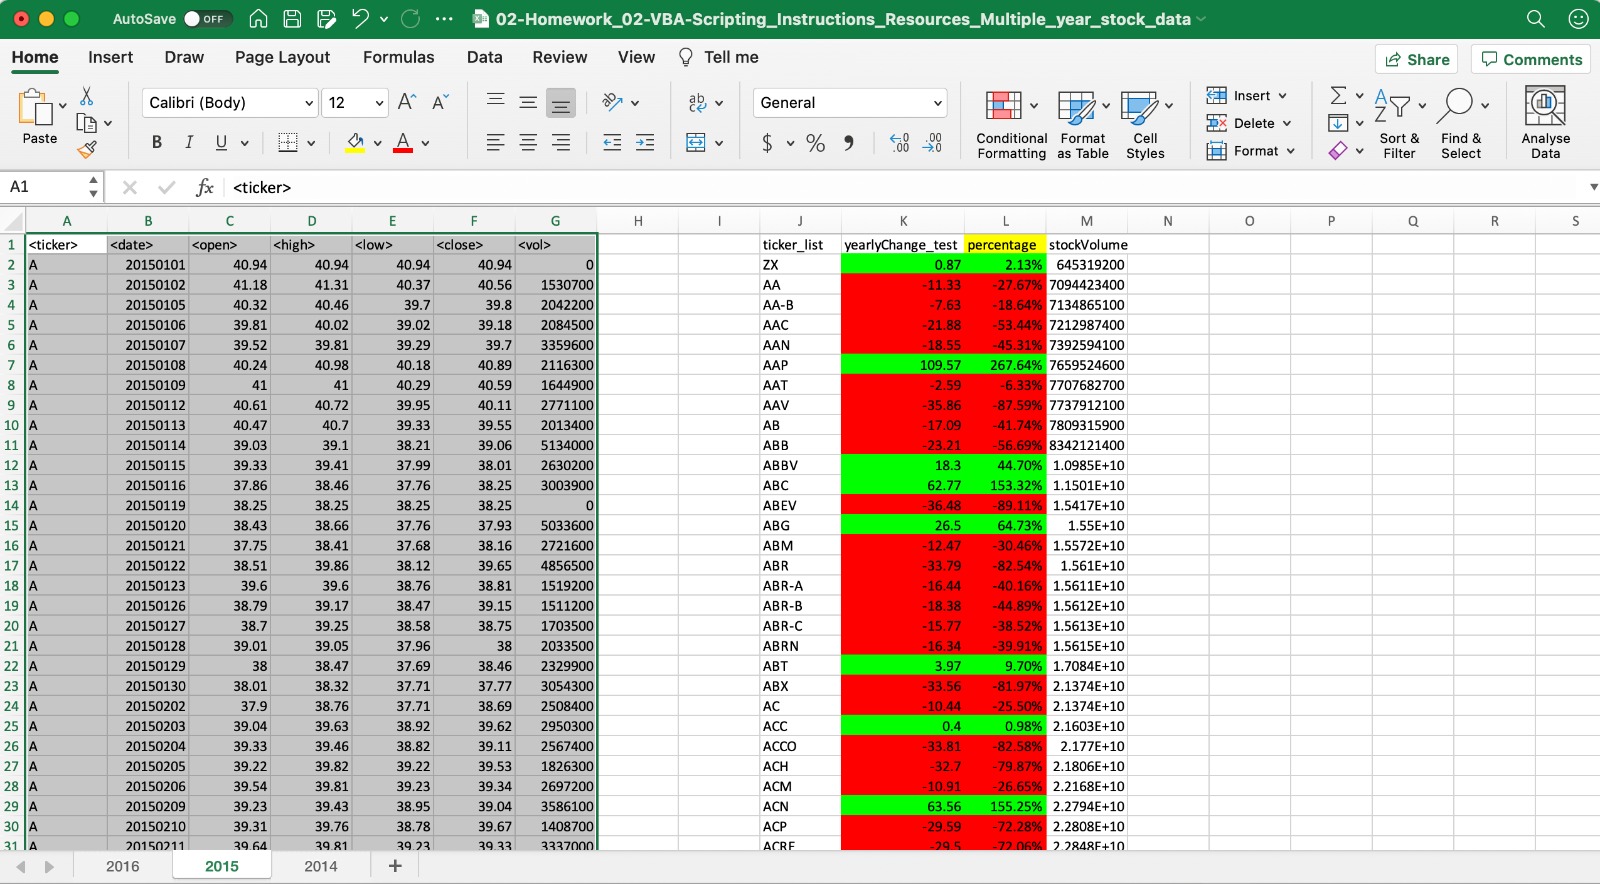 AutoSave OFF 02-Homework_02-VBA-Scripting_Instructions_Resources_Multiple_year_stock_data
Home Insert Draw Page Layout Formulas Data Review View Tell me Share Comments
Paste Calibri (Body) 12 A^ A˅ ab General Insert Σ A Z
B I U A $ % , .0 .00 .00 .0 Conditional Formatting Format as Table Cell Styles Delete Format Sort & Filter Find & Select Analyse Data
A1 fx <ticker>
A B C D E F G H I J K L M N O P Q R S
1 <ticker> <date> <open> <high> <low> <close> <vol> ticker_list yearlyChange_test percentage stockVolume
2 A 20150101 40.94 40.94 40.94 40.94 0 ZX 0.87 2.13% 645319200
3 A 20150102 41.18 41.31 40.37 40.56 1530700 AA -11.33 -27.67% 7094423400
4 A 20150105 40.32 40.46 39.7 39.8 2042200 AA-B -7.63 -18.64% 7134865100
5 A 20150106 39.81 40.02 39.02 39.18 2084500 AAC -21.88 -53.44% 7212987400
6 A 20150107 39.52 39.81 39.29 39.7 3359600 AAN -18.55 -45.31% 7392594100
7 A 20150108 40.24 40.98 40.18 40.89 2116300 AAP 109.57 267.64% 7659524600
8 A 20150109 41 41 40.29 40.59 1644900 AAT -2.59 -6.33% 7707682700
9 A 20150112 40.61 40.72 39.95 40.11 2771100 AAV -35.86 -87.59% 7737912100
10 A 20150113 40.47 40.7 39.33 39.55 2013400 AB -17.09 -41.74% 7809315900
11 A 20150114 39.03 39.1 38.21 39.06 5134000 ABB -23.21 -56.69% 8342121400
12 A 20150115 39.33 39.41 37.99 38.01 2630200 ABBV 18.3 44.70% 1.0985E+10
13 A 20150116 37.86 38.46 37.76 38.25 3003900 ABC 62.77 153.32% 1.1501E+10
14 A 20150119 38.25 38.25 38.25 38.25 0 ABEV -36.48 -89.11% 1.5417E+10
15 A 20150120 38.43 38.66 37.76 37.93 5033600 ABG 26.5 64.73% 1.55E+10
16 A 20150121 37.75 38.41 37.68 38.16 2721600 ABM -12.47 -30.46% 1.5572E+10
17 A 20150122 38.51 39.86 38.12 39.65 4856500 ABR -33.79 -82.54% 1.561E+10
18 A 20150123 39.6 39.6 38.76 38.81 1519200 ABR-A -16.44 -40.16% 1.5611E+10
19 A 20150126 38.79 39.17 38.47 39.15 1511200 ABR-B -18.38 -44.89% 1.5612E+10
20 A 20150127 38.7 39.25 38.58 38.75 1703500 ABR-C -15.77 -38.52% 1.5613E+10
21 A 20150128 39.01 39.05 37.96 38 2033500 ABRN -16.34 -39.91% 1.5615E+10
22 A 20150129 38 38.47 37.69 38.46 2329900 ABT 3.97 9.70% 1.7084E+10
23 A 20150130 38.01 38.32 37.71 37.77 3054300 ABX -33.56 -81.97% 2.1374E+10
24 A 20150202 37.9 38.76 37.71 38.69 2508400 AC -10.44 -25.50% 2.1374E+10
25 A 20150203 39.04 39.63 38.92 39.62 2950300 ACC 0.4 0.98% 2.1603E+10
26 A 20150204 39.33 39.46 38.82 39.11 2567400 ACCO -33.81 -82.58% 2.177E+10
27 A 20150205 39.22 39.82 39.22 39.53 1826300 ACH -32.7 -79.87% 2.1806E+10
28 A 20150206 39.54 39.81 39.23 39.34 2697200 ACM -10.91 -26.65% 2.2168E+10
29 A 20150209 39.23 39.43 38.95 39.04 3586100 ACN 63.56 155.25% 2.2794E+10
30 A 20150210 39.31 39.76 38.78 39.67 1408700 ACP -29.59 -72.28% 2.2808E+10
31 A 20150211 39.64 39.81 39.23 39.33 3337000 ACRE -29.5 -72.06% 2.2848E+10
2016 2015 2014 +